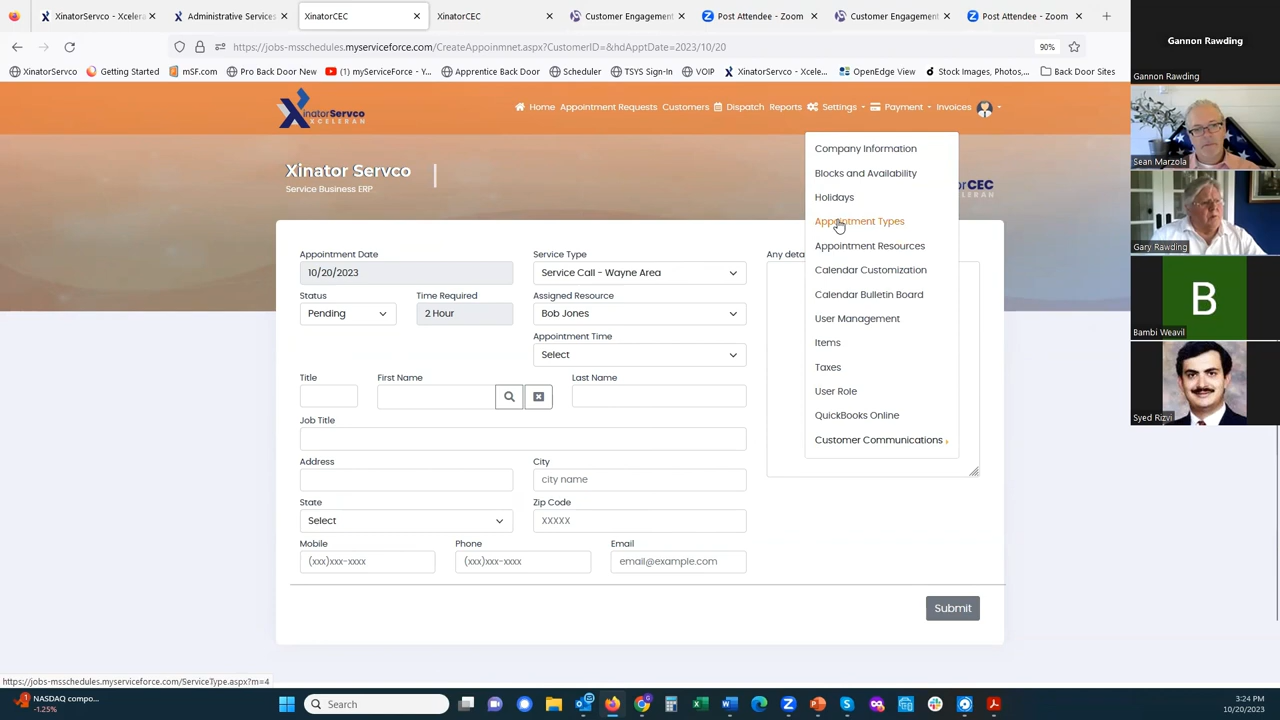 XinatorServco - Xcelera
Administrative Services
XinatorCEC
XinatorCEC
Customer Engagement
Post Attendee - Zoom
Customer Engagement
Post Attendee - Zoom
https://jobs-msschedules.myserviceforce.com/CreateAppoinmnet.aspx?CustomerID=&hdApptDate=2023/10/20
90%
XinatorServco
Getting Started
mSF.com
Pro Back Door New
(1) myServiceForce - Y...
Apprentice Back Door
Scheduler
TSYS Sign-In
VOIP
XinatorServco - Xcele...
OpenEdge View
Stock Images, Photos,...
Back Door Sites
XinatorServco
XCELERAN
Home
Appointment Requests
Customers
Dispatch
Reports
Settings
Payment
Invoices
Xinator Servco
Service Business ERP
orCEC
Company Information
Blocks and Availability
Holidays
Appointment Types
Appointment Resources
Calendar Customization
Calendar Bulletin Board
User Management
Items
Taxes
User Role
QuickBooks Online
Customer Communications
Appointment Date
10/20/2023
Service Type
Service Call - Wayne Area
Any deta
Status
Pending
Time Required
2 Hour
Assigned Resource
Bob Jones
Appointment Time
Select
Title
First Name
Last Name
Job Title
Address
City
city name
State
Select
Zip Code
XXXXX
Mobile
(xxx)xxx-xxxx
Phone
(xxx)xxx-xxxx
Email
email@example.com
Submit
https://jobs-msschedules.myserviceforce.com/ServiceType.aspx?m=4
Gannon Rawding
Gannon Rawding
Sean Marzola
Gary Rawding
B
Bambi Weavil
Syed Rizvi
1
NASDAQ compo...
-1.25%
Search
3:24 PM
10/20/2023